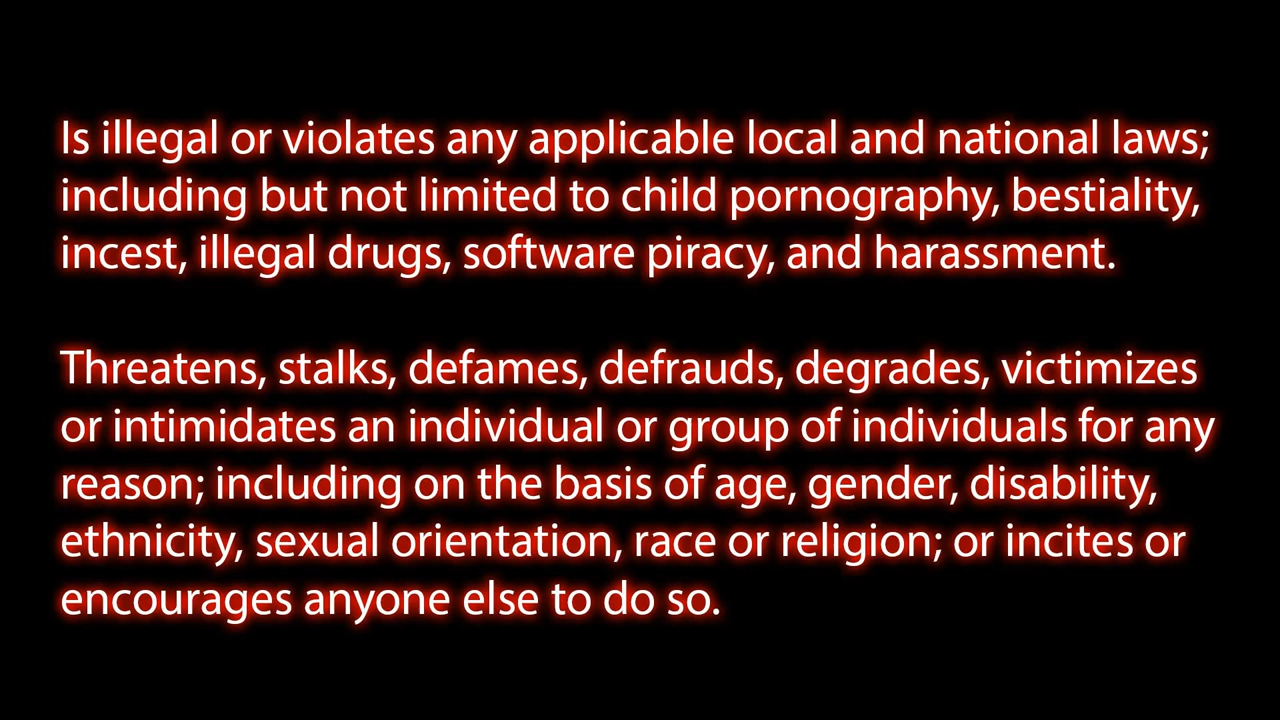 Is illegal or violates any applicable local and national laws;
including but not limited to child pornography, bestiality,
incest, illegal drugs, software piracy, and harassment.
Threatens, stalks, defames, defrauds, degrades, victimizes
or intimidates an individual or group of individuals for any
reason; including on the basis of age, gender, disability,
ethnicity, sexual orientation, race or religion; or incites or
encourages anyone else to do so.